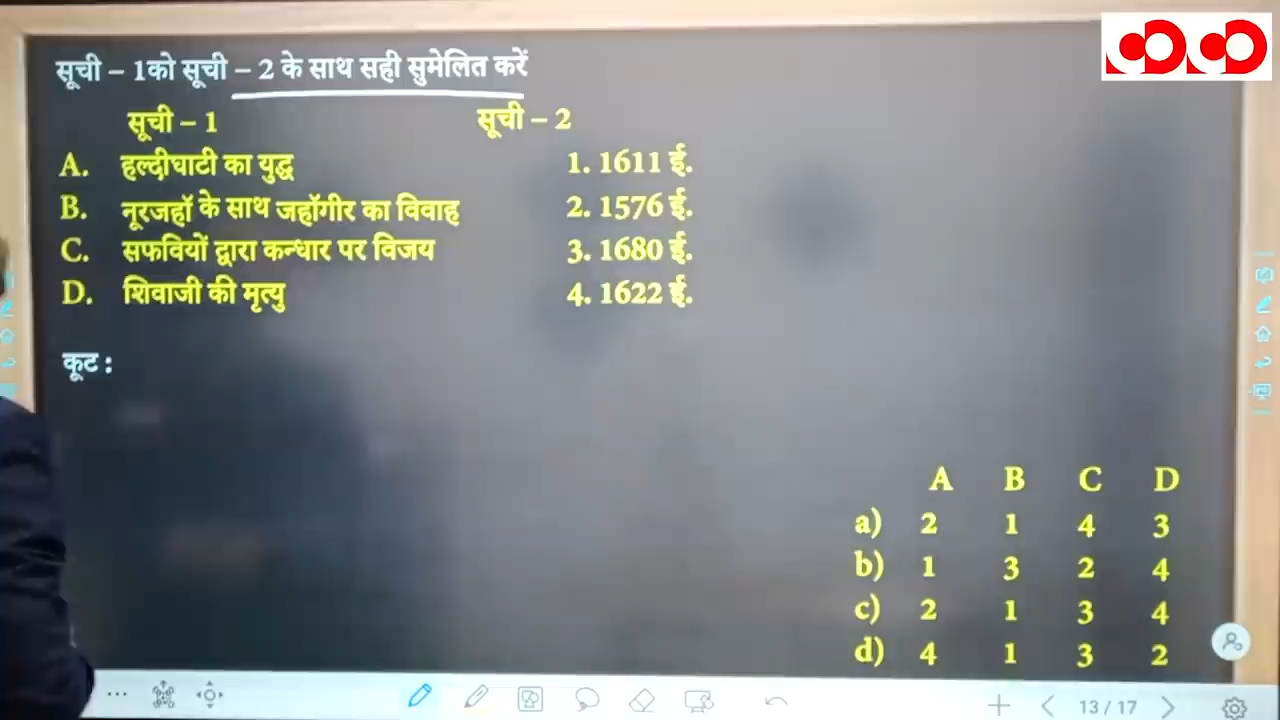 सूची – 1को सूची – 2 के साथ सही सुमेलित करें
सूची – 1 सूची – 2
A. हल्दीघाटी का युद्ध 1. 1611 ई.
B. नूरजहॉ के साथ जहॉगीर का विवाह 2. 1576 ई.
C. सफवियों द्वारा कन्धार पर विजय 3. 1680 ई.
D. शिवाजी की मृत्यु 4. 1622 ई.
कूट :
A B C D
a) 2 1 4 3
b) 1 3 2 4
c) 2 1 3 4
d) 4 1 3 2
13 / 17